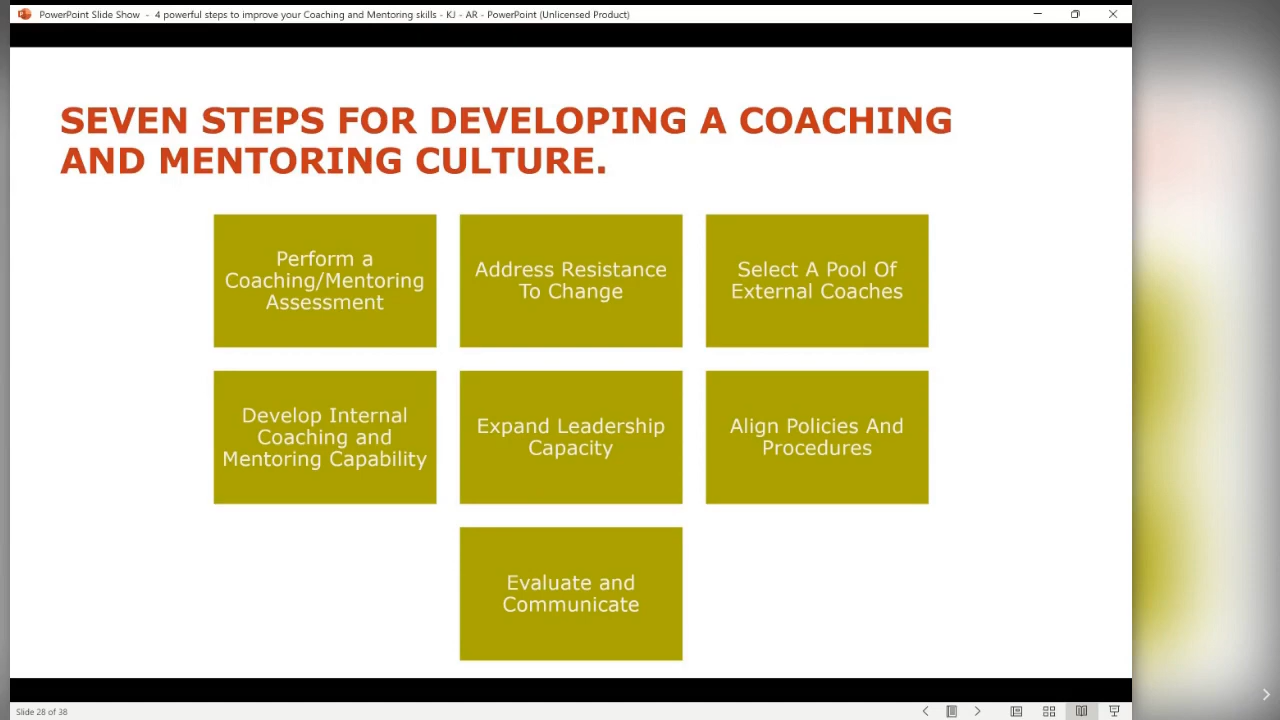 PowerPoint Slide Show - 4 powerful steps to improve your Coaching and Mentoring skills - KJ - AR - PowerPoint (Unlicensed Product)
SEVEN STEPS FOR DEVELOPING A COACHING
AND MENTORING CULTURE.
Perform a
Coaching/Mentoring
Assessment
Address Resistance
To Change
Select A Pool Of
External Coaches
Develop Internal
Coaching and
Mentoring Capability
Expand Leadership
Capacity
Align Policies And
Procedures
Evaluate and
Communicate
Slide 28 of 38